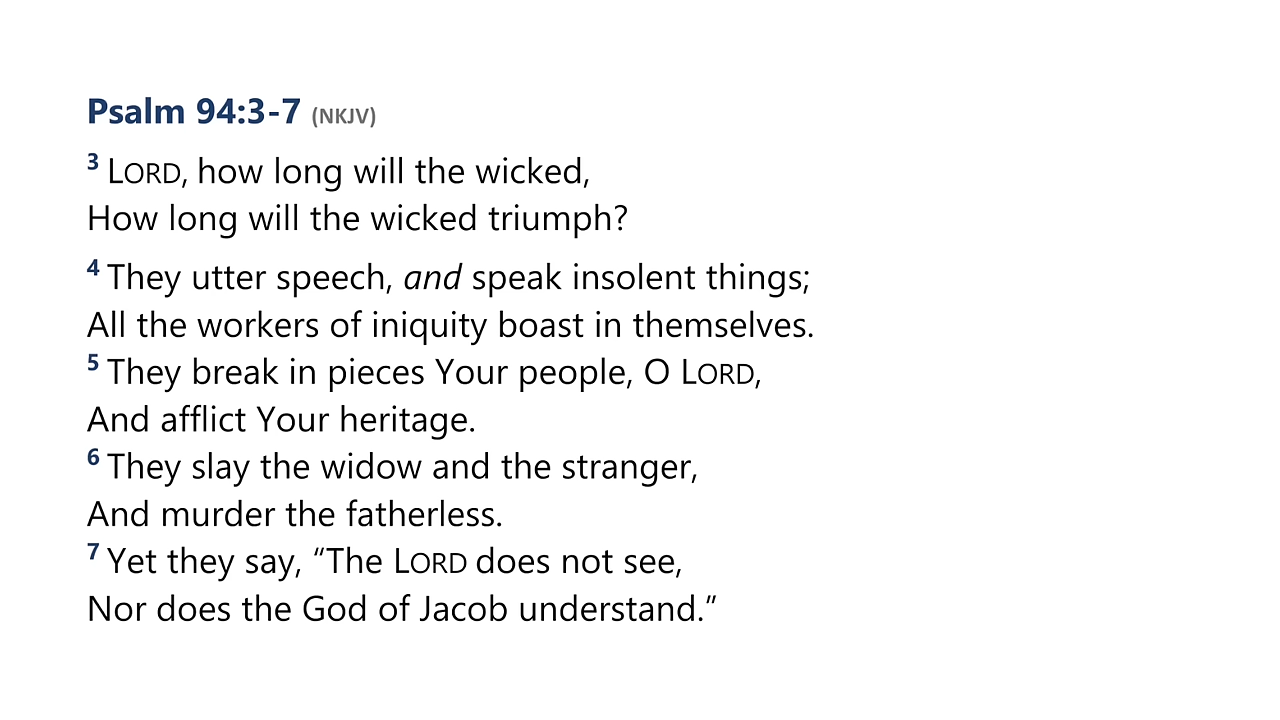 Psalm 94:3-7 (NKJV)
3 LORD, how long will the wicked,
How long will the wicked triumph?
4 They utter speech, and speak insolent things;
All the workers of iniquity boast in themselves.
5 They break in pieces Your people, O LORD,
And afflict Your heritage.
6 They slay the widow and the stranger,
And murder the fatherless.
7 Yet they say, “The LORD does not see,
Nor does the God of Jacob understand.”